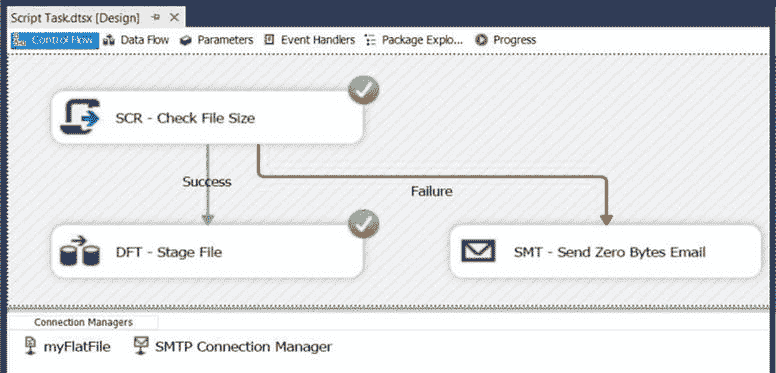 Script Task.dtsx [Design]
Control Flow Data Flow Parameters Event Handlers Package Explo... Progress
SCR - Check File Size
Success
Failure
DFT - Stage File
SMT - Send Zero Bytes Email
Connection Managers
myFlatFile SMTP Connection Manager